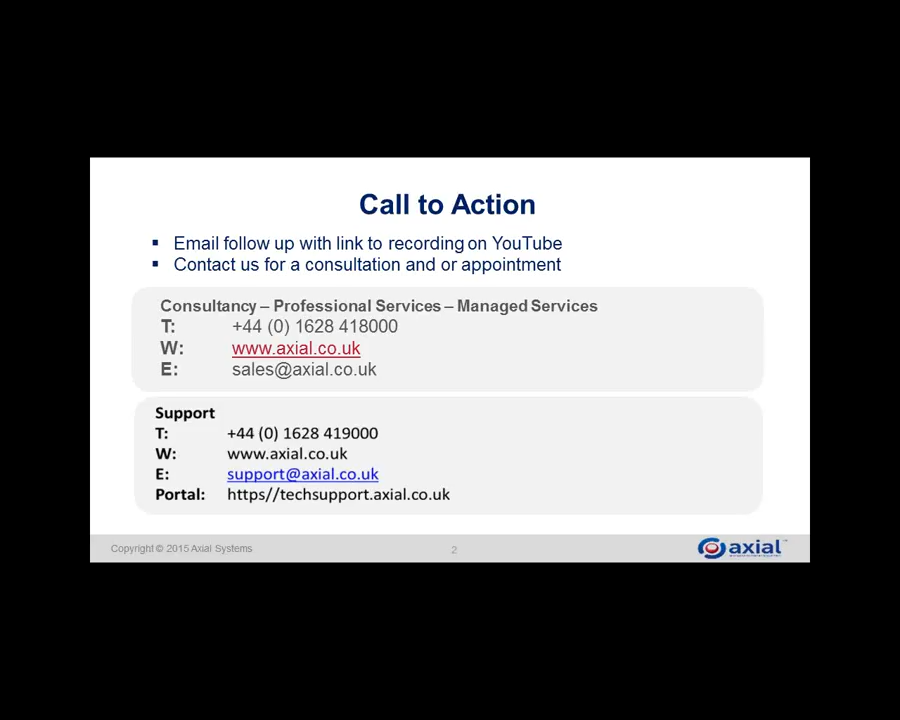 Call to Action
▪ Email follow up with link to recording on YouTube
▪ Contact us for a consultation and or appointment
Consultancy – Professional Services – Managed Services
T: +44 (0) 1628 418000
W: www.axial.co.uk
E: sales@axial.co.uk
Support
T: +44 (0) 1628 419000
W: www.axial.co.uk
E: support@axial.co.uk
Portal: https//techsupport.axial.co.uk
Copyright © 2015 Axial Systems
2
axial